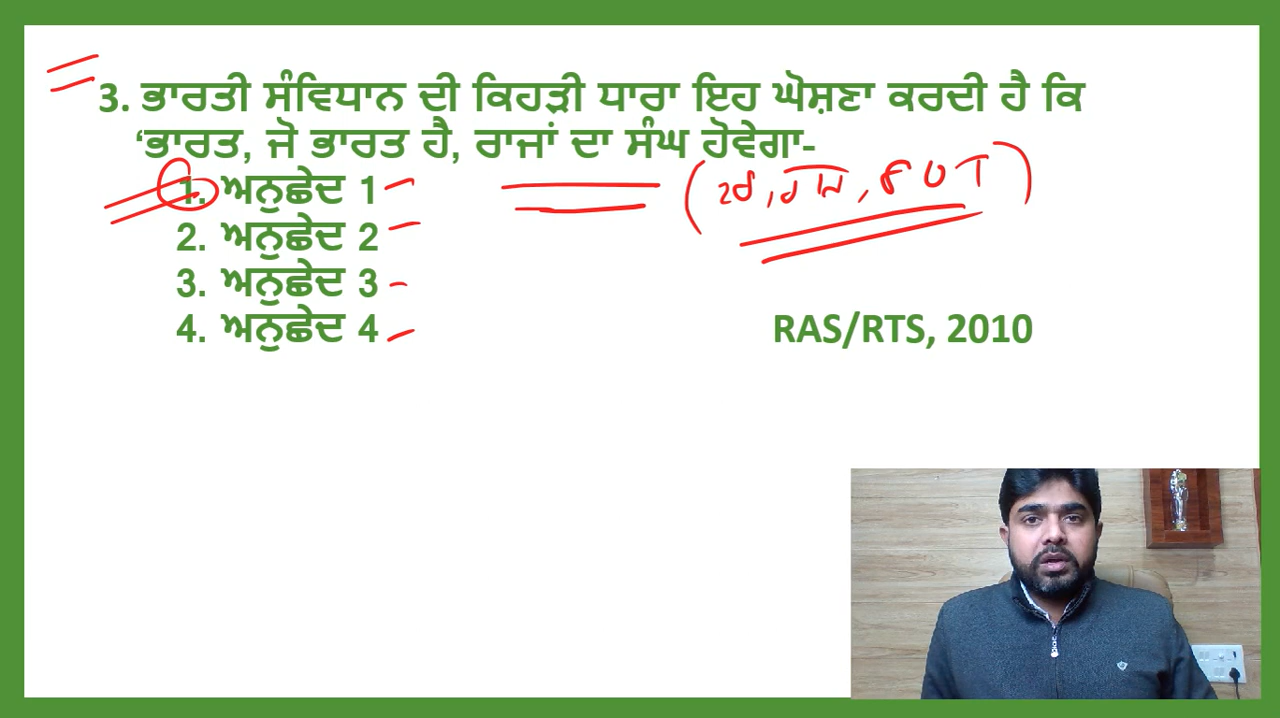 3. ਭਾਰਤੀ ਸੰਵਿਧਾਨ ਦੀ ਕਿਹੜੀ ਧਾਰਾ ਇਹ ਘੋਸ਼ਣਾ ਕਰਦੀ ਹੈ ਕਿ
‘ਭਾਰਤ, ਜੋ ਭਾਰਤ ਹੈ, ਰਾਜਾਂ ਦਾ ਸੰਘ ਹੋਵੇਗਾ-
1. ਅਨੁਛੇਦ 1
2. ਅਨੁਛੇਦ 2
3. ਅਨੁਛੇਦ 3
4. ਅਨੁਛੇਦ 4
RAS/RTS, 2010